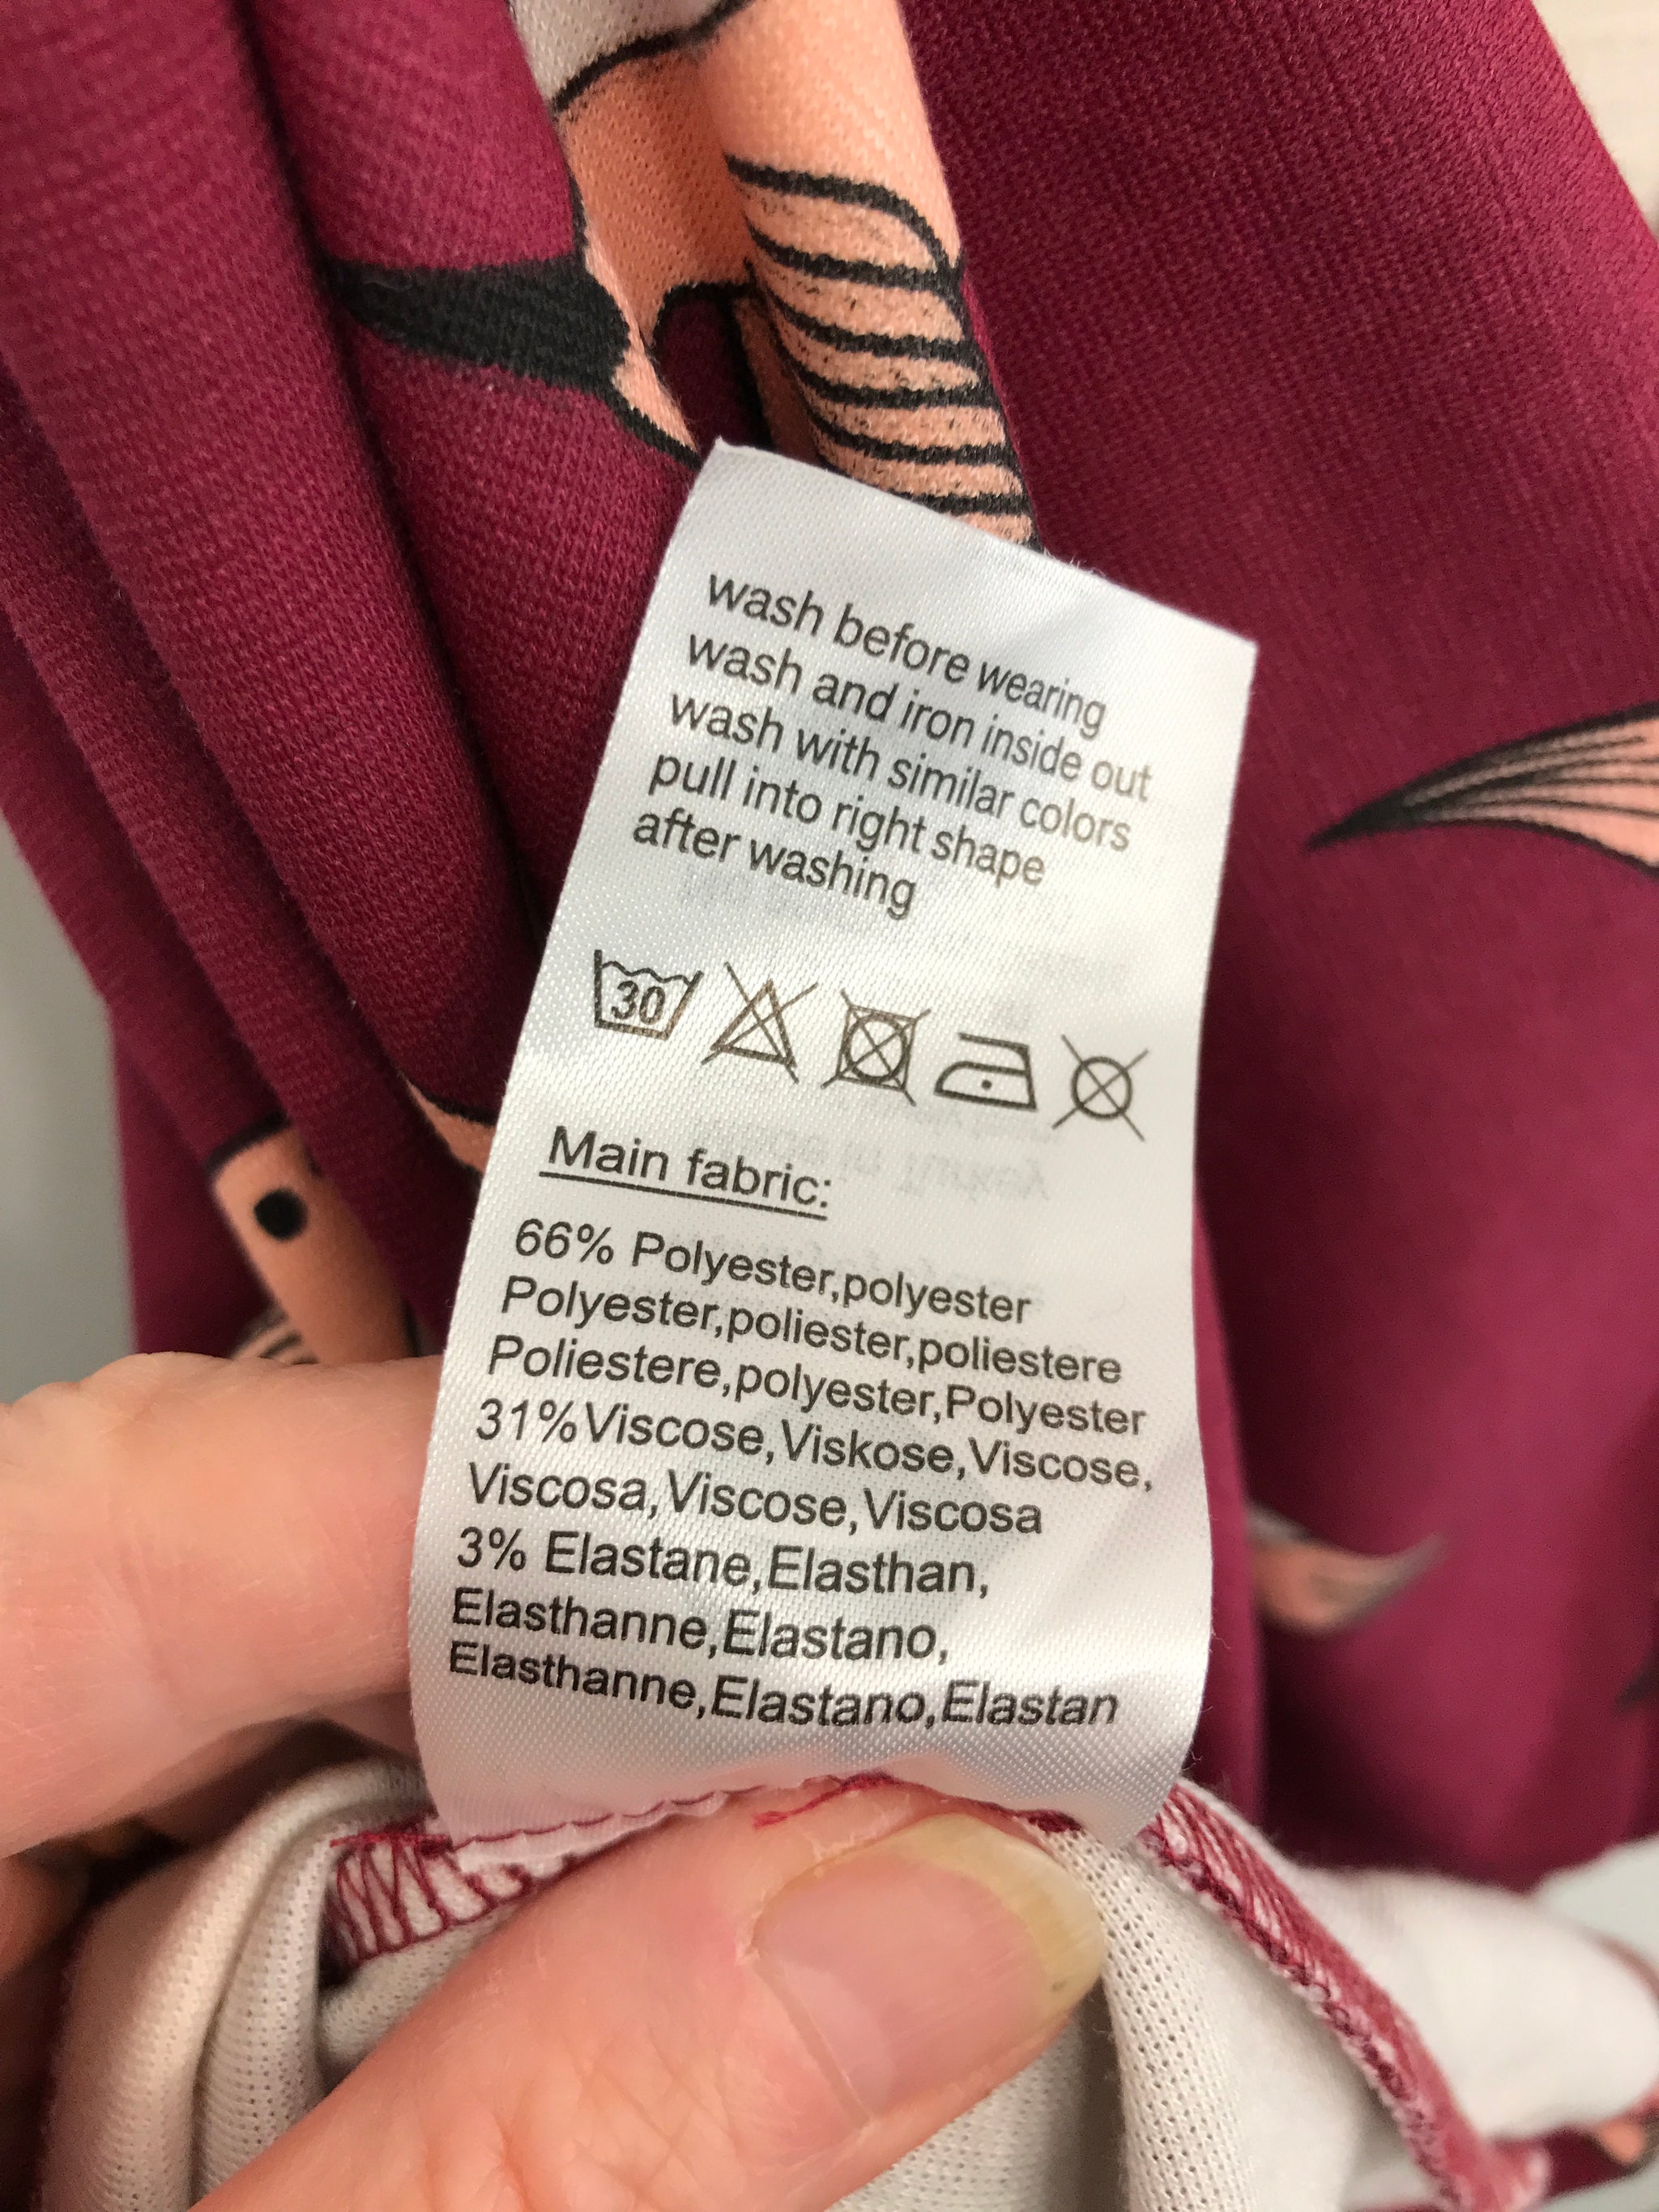 wash before wearing
wash and iron inside out
wash with similar colors
pull into right shape
after washing
30
Main fabric:
66% Polyester,polyester
Polyester,poliester,poliestere
Poliestere,polyester,Polyester
31%Viscose,Viskose,Viscose,
Viscosa,Viscose,Viscosa
3% Elastane,Elasthan,
Elasthanne,Elastano,
Elasthanne,Elastano,Elastan